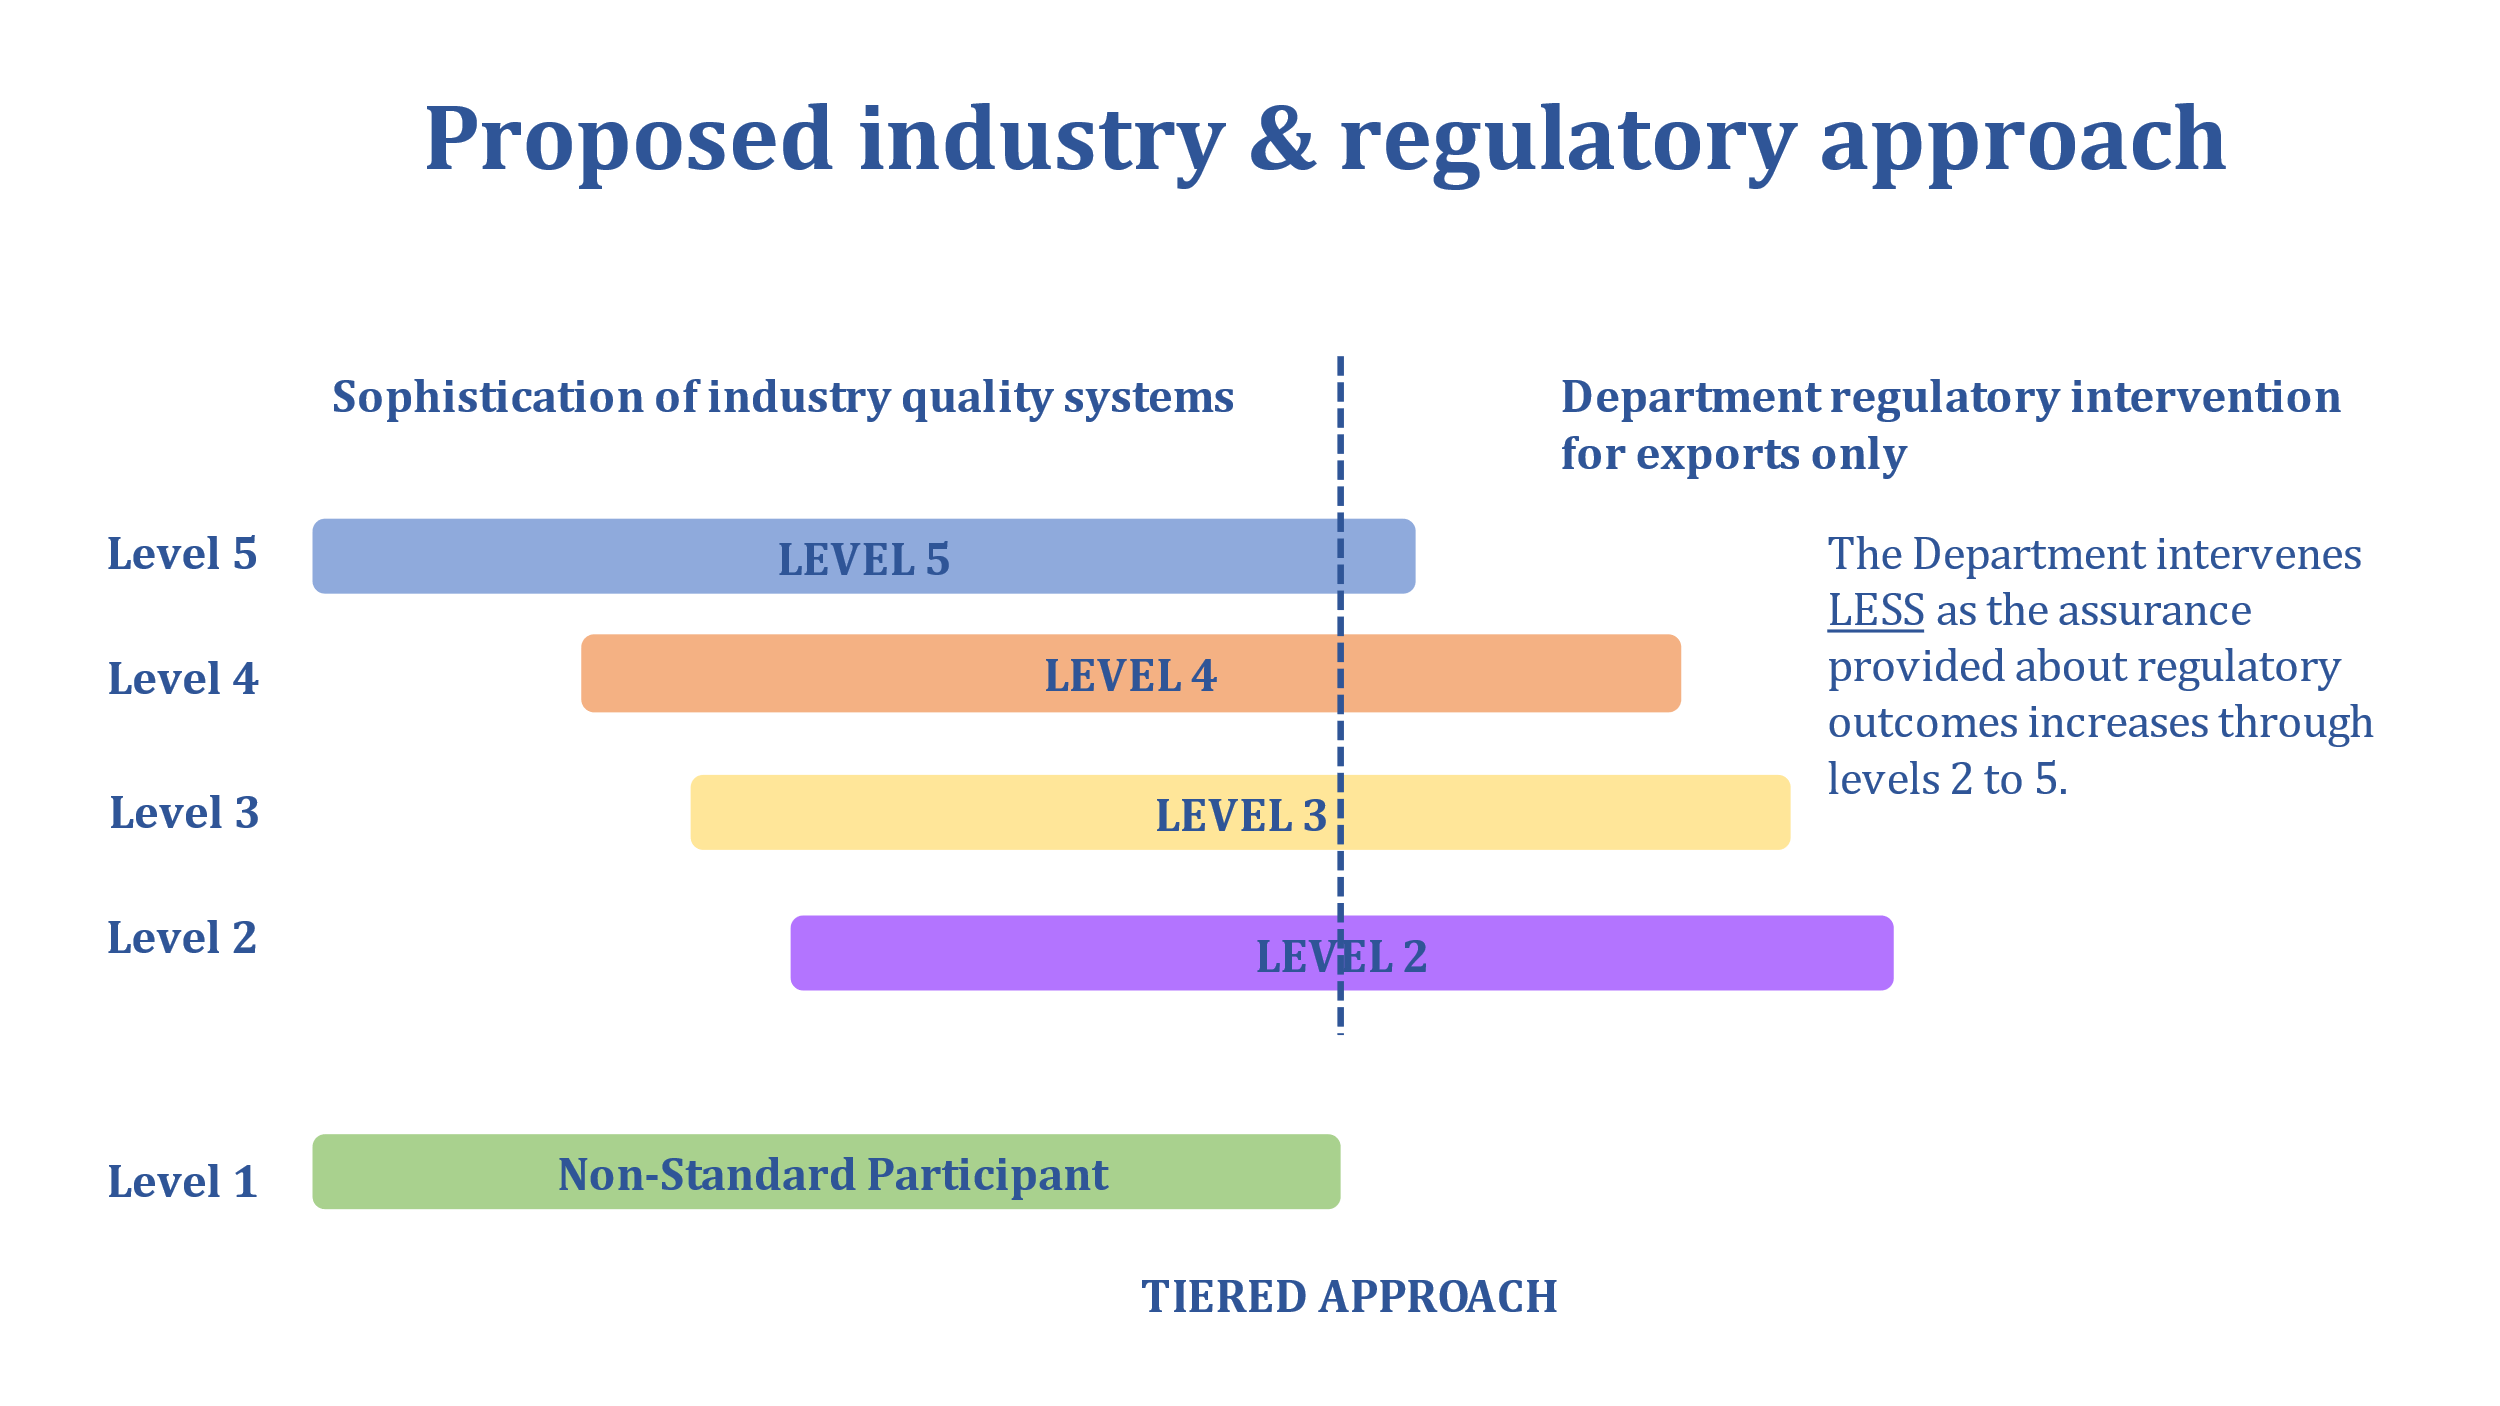 Proposed industry & regulatory approach
Sophistication of industry quality systems
Department regulatory intervention
for exports only
Level 5
LEVEL 5
The Department intervenes
LESS as the assurance
provided about regulatory
outcomes increases through
levels 2 to 5.
Level 4
LEVEL 4
Level 3
LEVEL 3
Level 2
LEVEL 2
Level 1
Non-Standard Participant
TIERED APPROACH